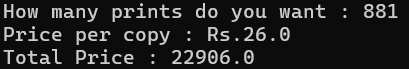 How many prints do you want : 881
Price per copy : Rs.26.0
Total Price : 22906.0